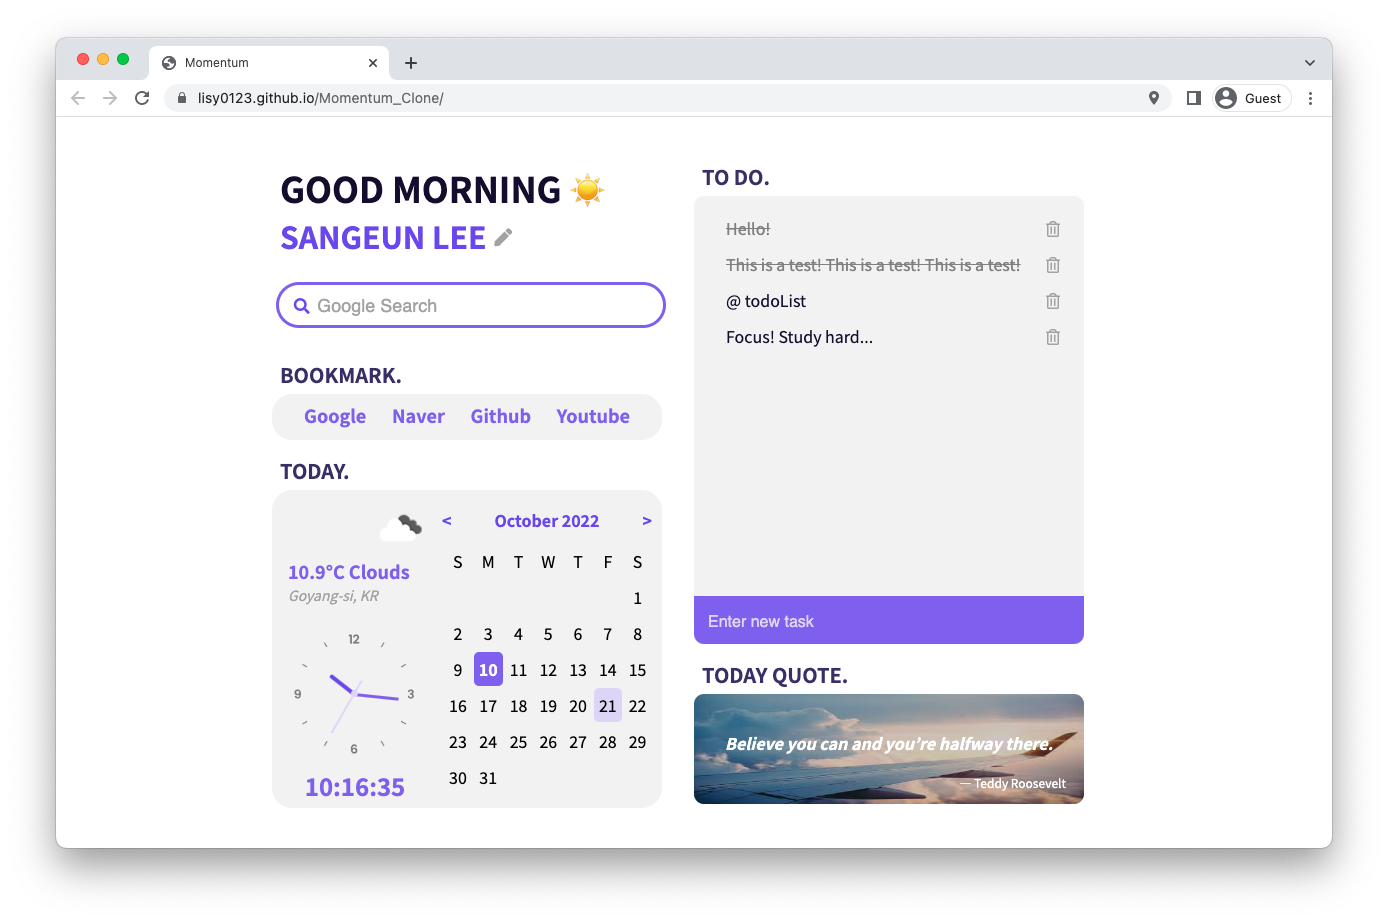 Momentum
lisy0123.github.io/Momentum_Clone/
Guest
GOOD MORNING
SANGEUN LEE
Google Search
BOOKMARK.
Google Naver Github Youtube
TODAY.
10.9°C Clouds
Goyang-si, KR
12
9 3
6
10:16:35
< October 2022 >
S M T W T F S
1
2 3 4 5 6 7 8
9 10 11 12 13 14 15
16 17 18 19 20 21 22
23 24 25 26 27 28 29
30 31
TO DO.
Hello!
This is a test! This is a test! This is a test!
@ todoList
Focus! Study hard...
Enter new task
TODAY QUOTE.
Believe you can and you're halfway there.
— Teddy Roosevelt